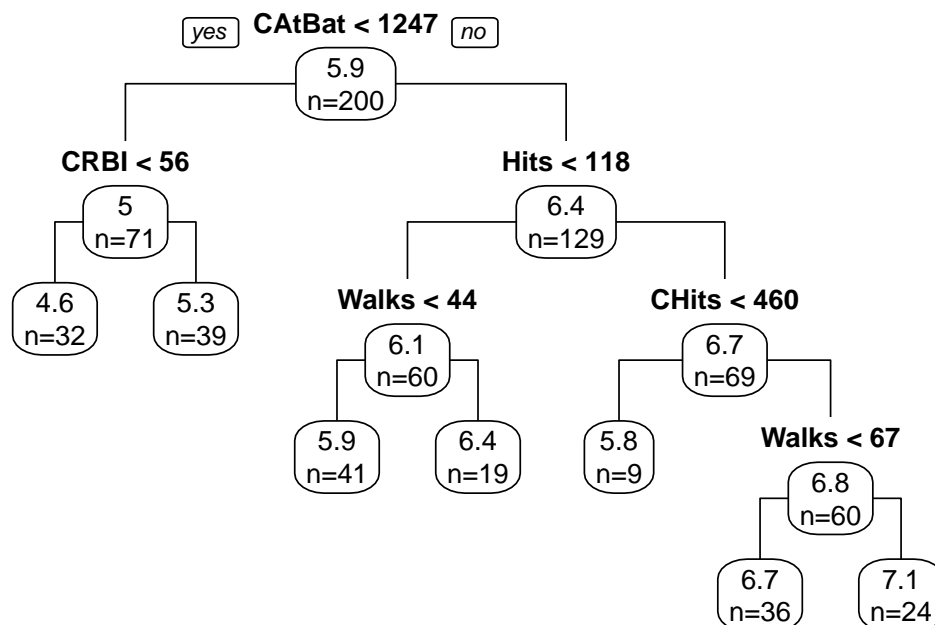 yes CAtBat < 1247 no
5.9
n=200
CRBI < 56
Hits < 118
5
n=71
6.4
n=129
4.6
n=32
5.3
n=39
Walks < 44
CHits < 460
6.1
n=60
6.7
n=69
5.9
n=41
6.4
n=19
5.8
n=9
Walks < 67
6.8
n=60
6.7
n=36
7.1
n=24